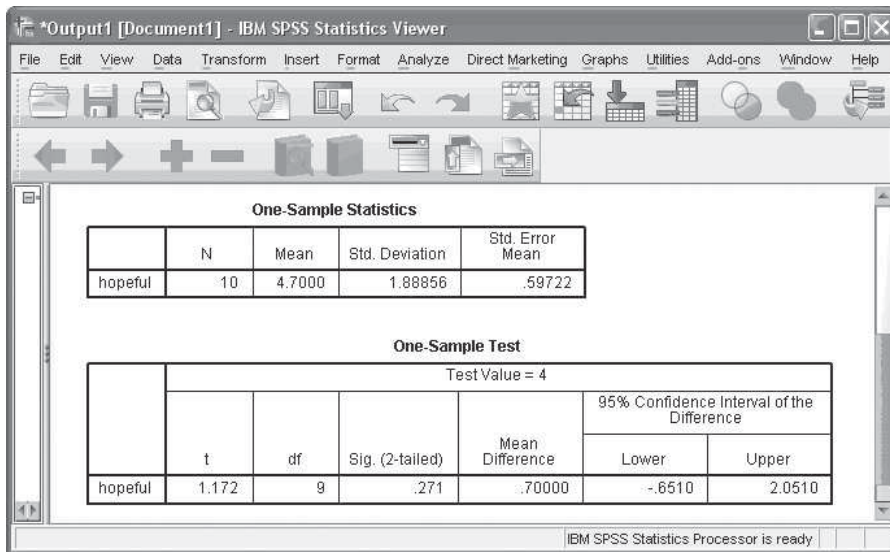 *Output1 [Document1] - IBM SPSS Statistics Viewer
File Edit View Data Transform Insert Format Analyze Direct Marketing Graphs Utilities Add-ons Window Help
One-Sample Statistics
N Mean Std. Deviation Std. Error Mean
hopeful 10 4.7000 1.88856 .59722
One-Sample Test
Test Value = 4
95% Confidence Interval of the Difference
t df Sig. (2-tailed) Mean Difference Lower Upper
hopeful 1.172 9 .271 .70000 -.6510 2.0510
IBM SPSS Statistics Processor is ready